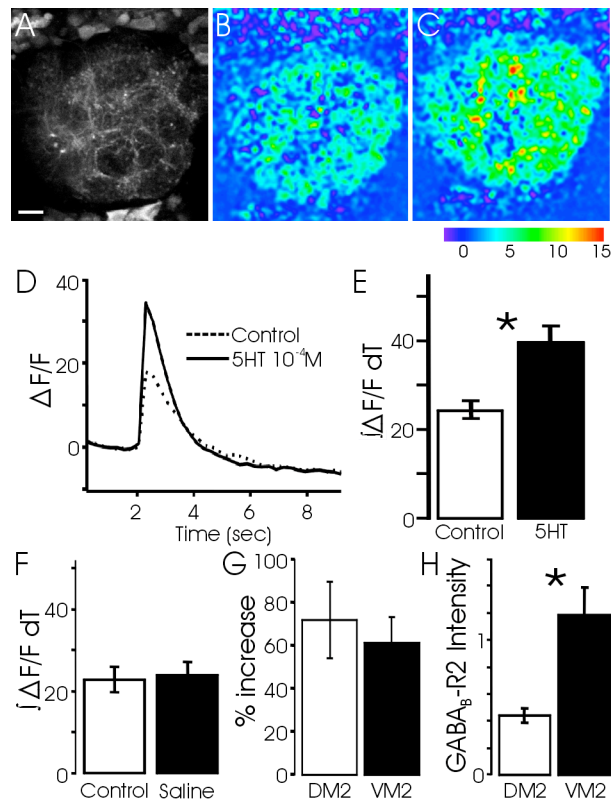 A
B
C
0 5 10 15
D
40
20
0
ΔF/F
Control
5HT 10⁻⁴M
2 4 6 8
Time (sec)
E
40
20
0
∫ΔF/F dT
*
Control 5HT
F
40
20
0
∫ΔF/F dT
Control Saline
G
100
80
60
40
20
0
% increase
DM2 VM2
H
1
0
GABA_B-R2 Intensity
*
DM2 VM2